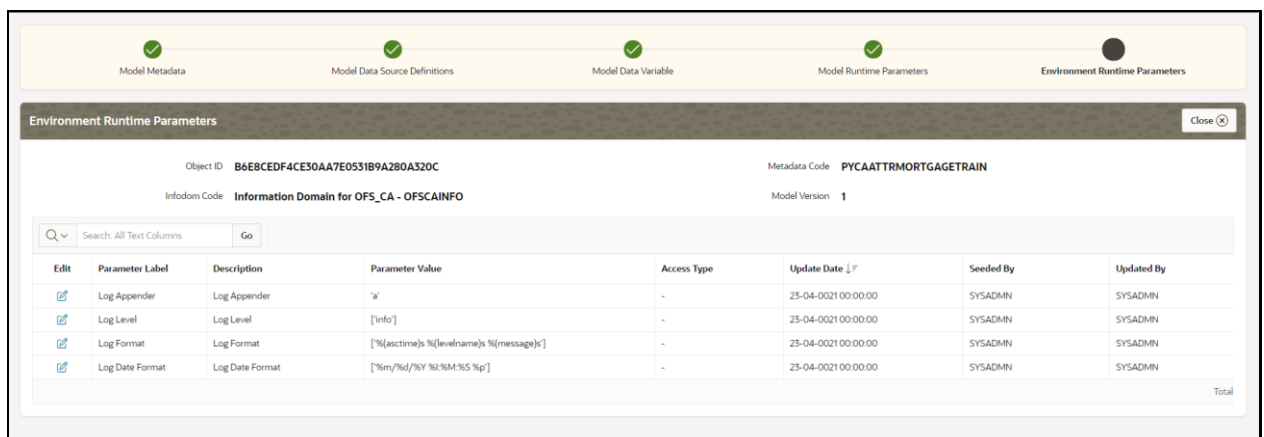 Model Metadata Model Data Source Definitions Model Data Variable Model Runtime Parameters Environment Runtime Parameters
Environment Runtime Parameters Close
Object ID B6E8CEDF4CE30AA7E0531B9A280A320C Metadata Code PYCAATTRMORTGAGETRAIN
Infodom Code Information Domain for OFS_CA - OFSCAINFO Model Version 1
Search: All Text Columns Go
Edit Parameter Label Description Parameter Value Access Type Update Date Seeded By Updated By
Log Appender Log Appender 'a' - 23-04-0021 00:00:00 SYSADMN SYSADMN
Log Level Log Level ['info'] - 23-04-0021 00:00:00 SYSADMN SYSADMN
Log Format Log Format ['%(asctime)s %(levelname)s %(message)s'] - 23-04-0021 00:00:00 SYSADMN SYSADMN
Log Date Format Log Date Format ['%m/%d/%Y %I:%M:%S %p'] - 23-04-0021 00:00:00 SYSADMN SYSADMN
Total